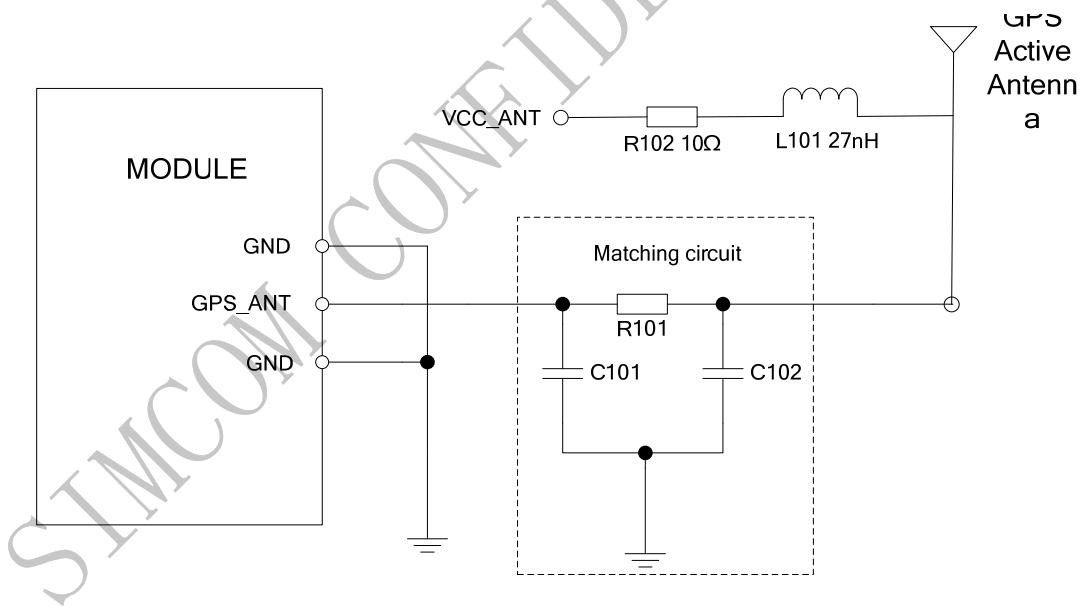 GPS
Active
Antenn
a
VCC_ANT
R102 10Ω
L101 27nH
MODULE
GND
Matching circuit
GPS_ANT
R101
GND
C101
C102
SIMCOM CONFIDE